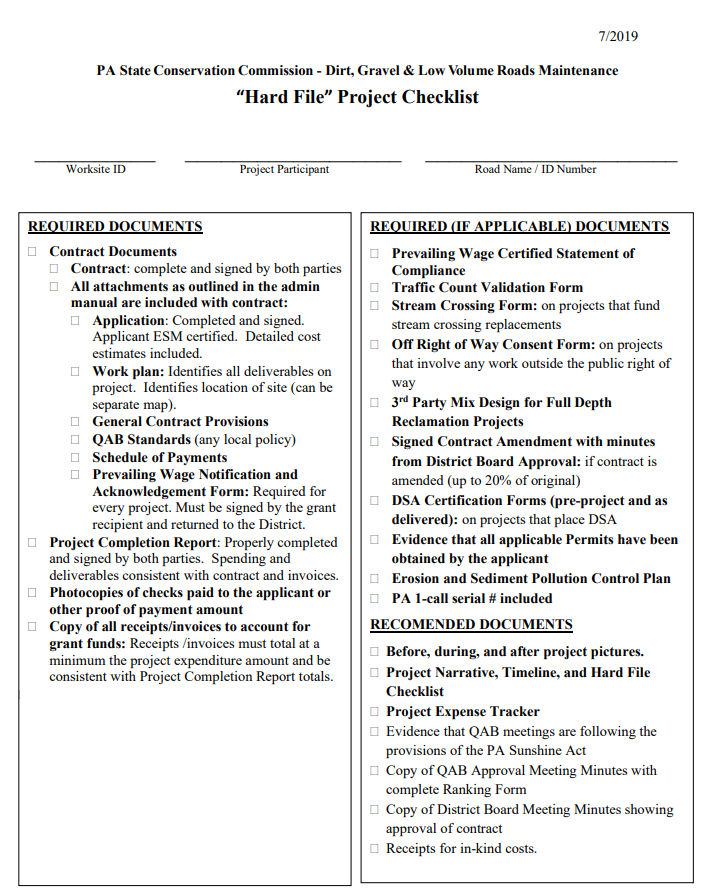 7/2019
PA State Conservation Commission - Dirt, Gravel & Low Volume Roads Maintenance
“Hard File” Project Checklist
Worksite ID
Project Participant
Road Name / ID Number
REQUIRED DOCUMENTS
☐ Contract Documents
☐ Contract: complete and signed by both parties
☐ All attachments as outlined in the admin
manual are included with contract:
☐ Application: Completed and signed.
Applicant ESM certified. Detailed cost
estimates included.
☐ Work plan: Identifies all deliverables on
project. Identifies location of site (can be
separate map).
☐ General Contract Provisions
☐ QAB Standards (any local policy)
☐ Schedule of Payments
☐ Prevailing Wage Notification and
Acknowledgement Form: Required for
every project. Must be signed by the grant
recipient and returned to the District.
☐ Project Completion Report: Properly completed
and signed by both parties. Spending and
deliverables consistent with contract and invoices.
☐ Photocopies of checks paid to the applicant or
other proof of payment amount
☐ Copy of all receipts/invoices to account for
grant funds: Receipts /invoices must total at a
minimum the project expenditure amount and be
consistent with Project Completion Report totals.
REQUIRED (IF APPLICABLE) DOCUMENTS
☐ Prevailing Wage Certified Statement of
Compliance
☐ Traffic Count Validation Form
☐ Stream Crossing Form: on projects that fund
stream crossing replacements
☐ Off Right of Way Consent Form: on projects
that involve any work outside the public right of
way
☐ 3rd Party Mix Design for Full Depth
Reclamation Projects
☐ Signed Contract Amendment with minutes
from District Board Approval: if contract is
amended (up to 20% of original)
☐ DSA Certification Forms (pre-project and as
delivered): on projects that place DSA
☐ Evidence that all applicable Permits have been
obtained by the applicant
☐ Erosion and Sediment Pollution Control Plan
☐ PA 1-call serial # included
RECOMENDED DOCUMENTS
☐ Before, during, and after project pictures.
☐ Project Narrative, Timeline, and Hard File
Checklist
☐ Project Expense Tracker
☐ Evidence that QAB meetings are following the
provisions of the PA Sunshine Act
☐ Copy of QAB Approval Meeting Minutes with
complete Ranking Form
☐ Copy of District Board Meeting Minutes showing
approval of contract
☐ Receipts for in-kind costs.